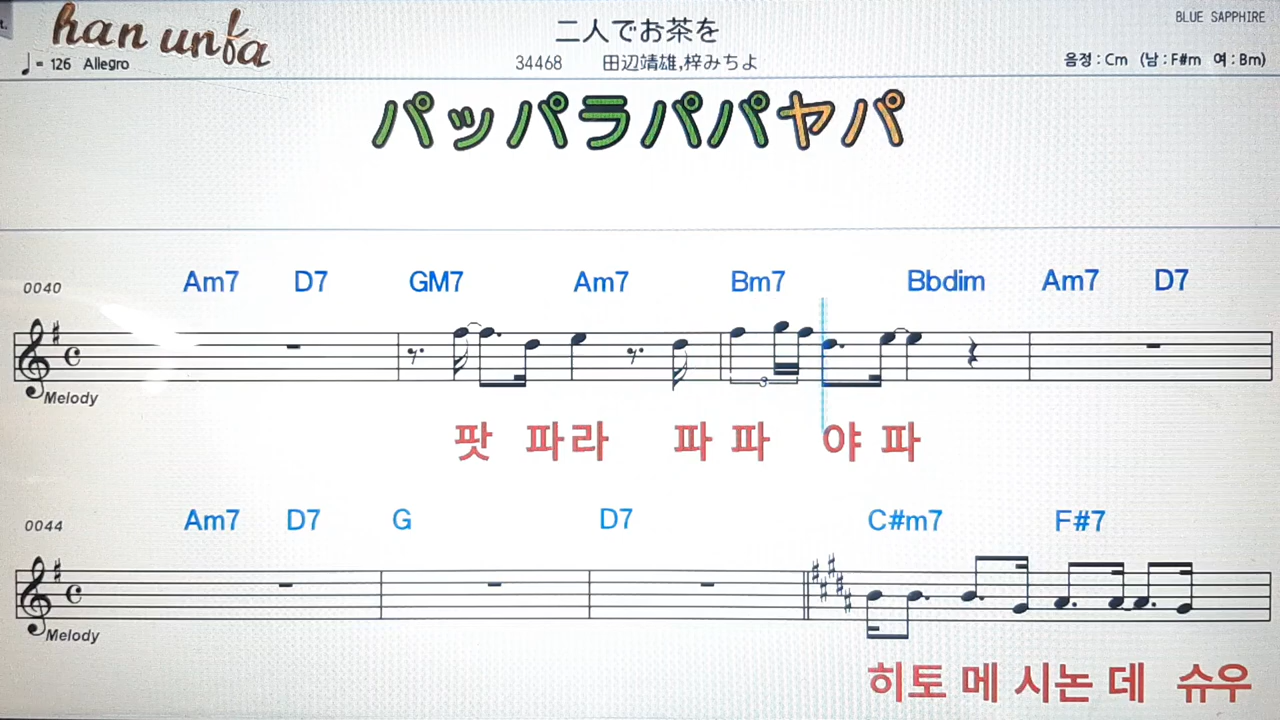 t.
han unfa
二人でお茶を
BLUE SAPPHIRE
♩= 126 Allegro
34468 田辺靖雄,梓みちよ
음정 : Cm (남 : F#m 여 : Bm)
パッパラパパヤパ
0040 Am7 D7 GM7 Am7 Bm7 Bbdim Am7 D7
3
Melody
팟 파라 파 파 야 파
0044 Am7 D7 G D7 C#m7 F#7
Melody
히토 메 시논 데 슈우